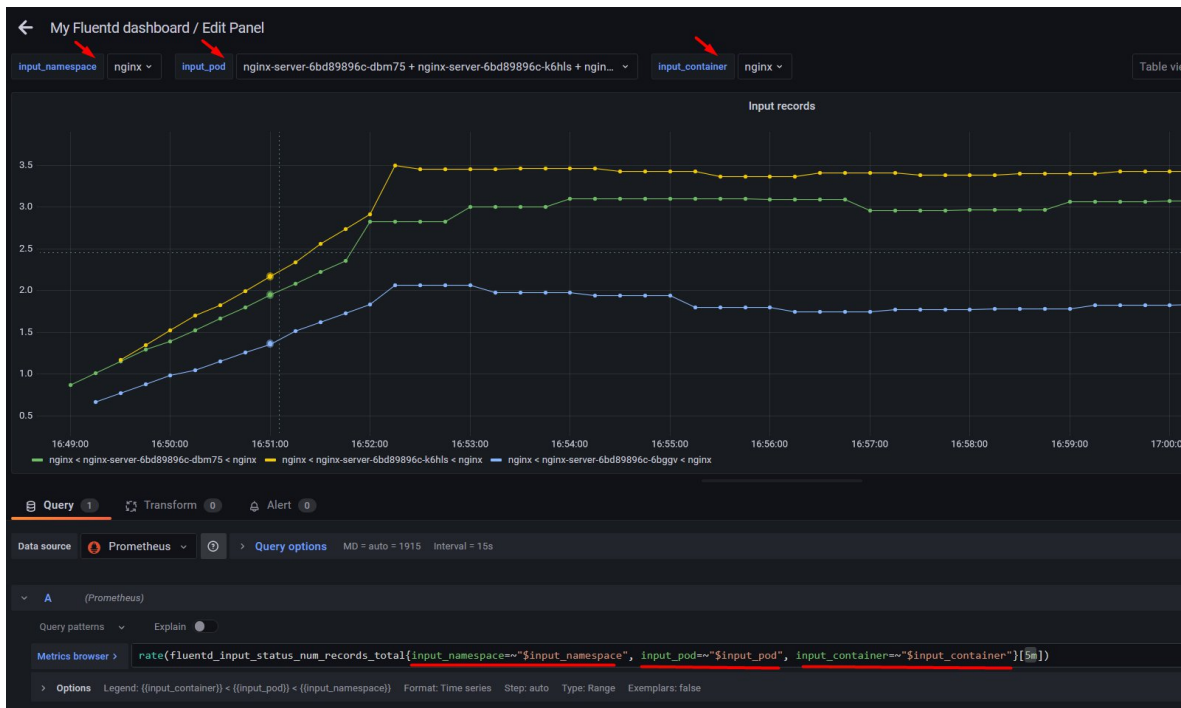 My Fluentd dashboard / Edit Panel
input_namespace nginx input_pod nginx-server-6bd89896c-dbm75 + nginx-server-6bd89896c-k6hls + ngin... input_container nginx Table vie
Input records
3.5
3.0
2.5
2.0
1.5
1.0
0.5
16:49:00 16:50:00 16:51:00 16:52:00 16:53:00 16:54:00 16:55:00 16:56:00 16:57:00 16:58:00 16:59:00 17:00:0
nginx < nginx-server-6bd89896c-dbm75 < nginx nginx < nginx-server-6bd89896c-k6hls < nginx nginx < nginx-server-6bd89896c-6bggv < nginx
Query 1 Transform 0 Alert 0
Data source Prometheus ? > Query options MD = auto = 1915 Interval = 15s
A (Prometheus)
Query patterns Explain
Metrics browser > rate(fluentd_input_status_num_records_total{input_namespace=~"$input_namespace", input_pod=~"$input_pod", input_container=~"$input_container"}[5m])
> Options Legend: {{input_container}} < {{input_pod}} < {{input_namespace}} Format: Time series Step: auto Type: Range Exemplars: false